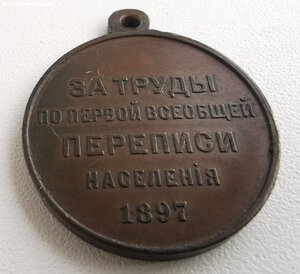 ЗА ТРУДЫ
ПО ПЕРВОЙ ВСЕОБЩЕЙ
ПЕРЕПИСИ
НАСЕЛЕНІЯ
1897